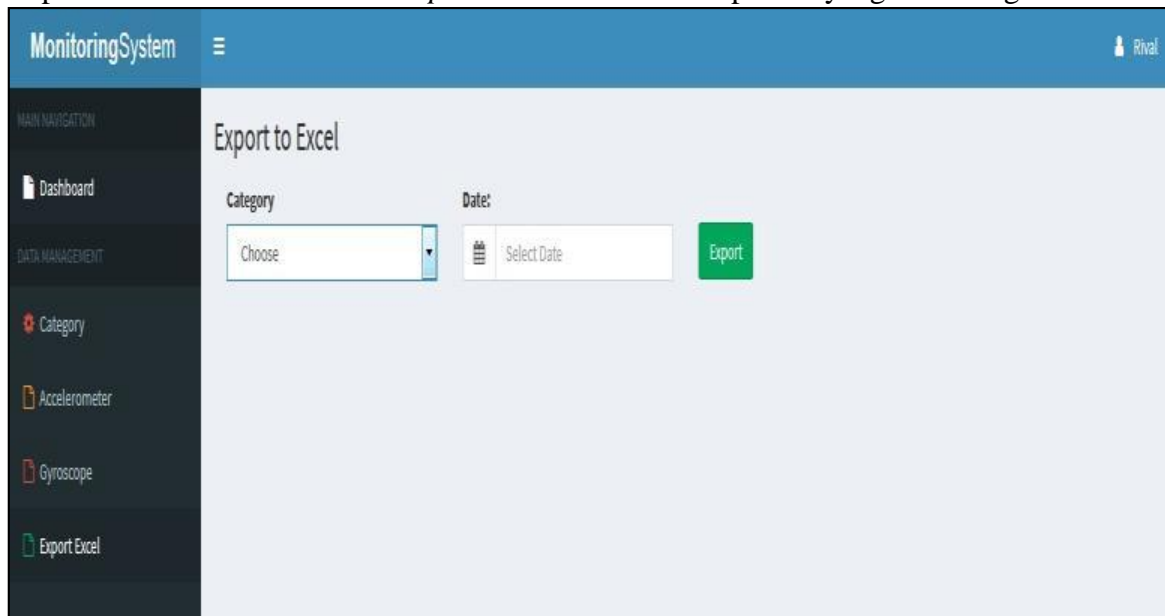 MonitoringSystem
Rival
MAIN NAVIGATION
Export to Excel
Dashboard
Category
Date:
DATA MANAGEMENT
Choose
Select Date
Export
Category
Accelerometer
Gyroscope
Export Excel